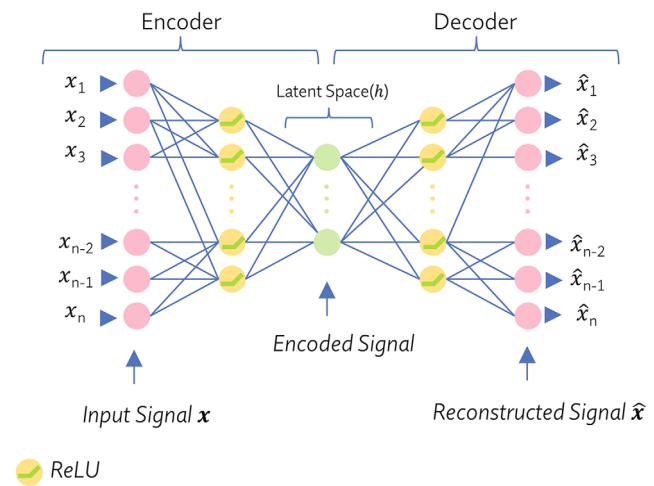 Encoder
Decoder
Latent Space(h)
x1
x2
x3
xn-2
xn-1
xn
x̂1
x̂2
x̂3
x̂n-2
x̂n-1
x̂n
Encoded Signal
Input Signal x
Reconstructed Signal x̂
ReLU